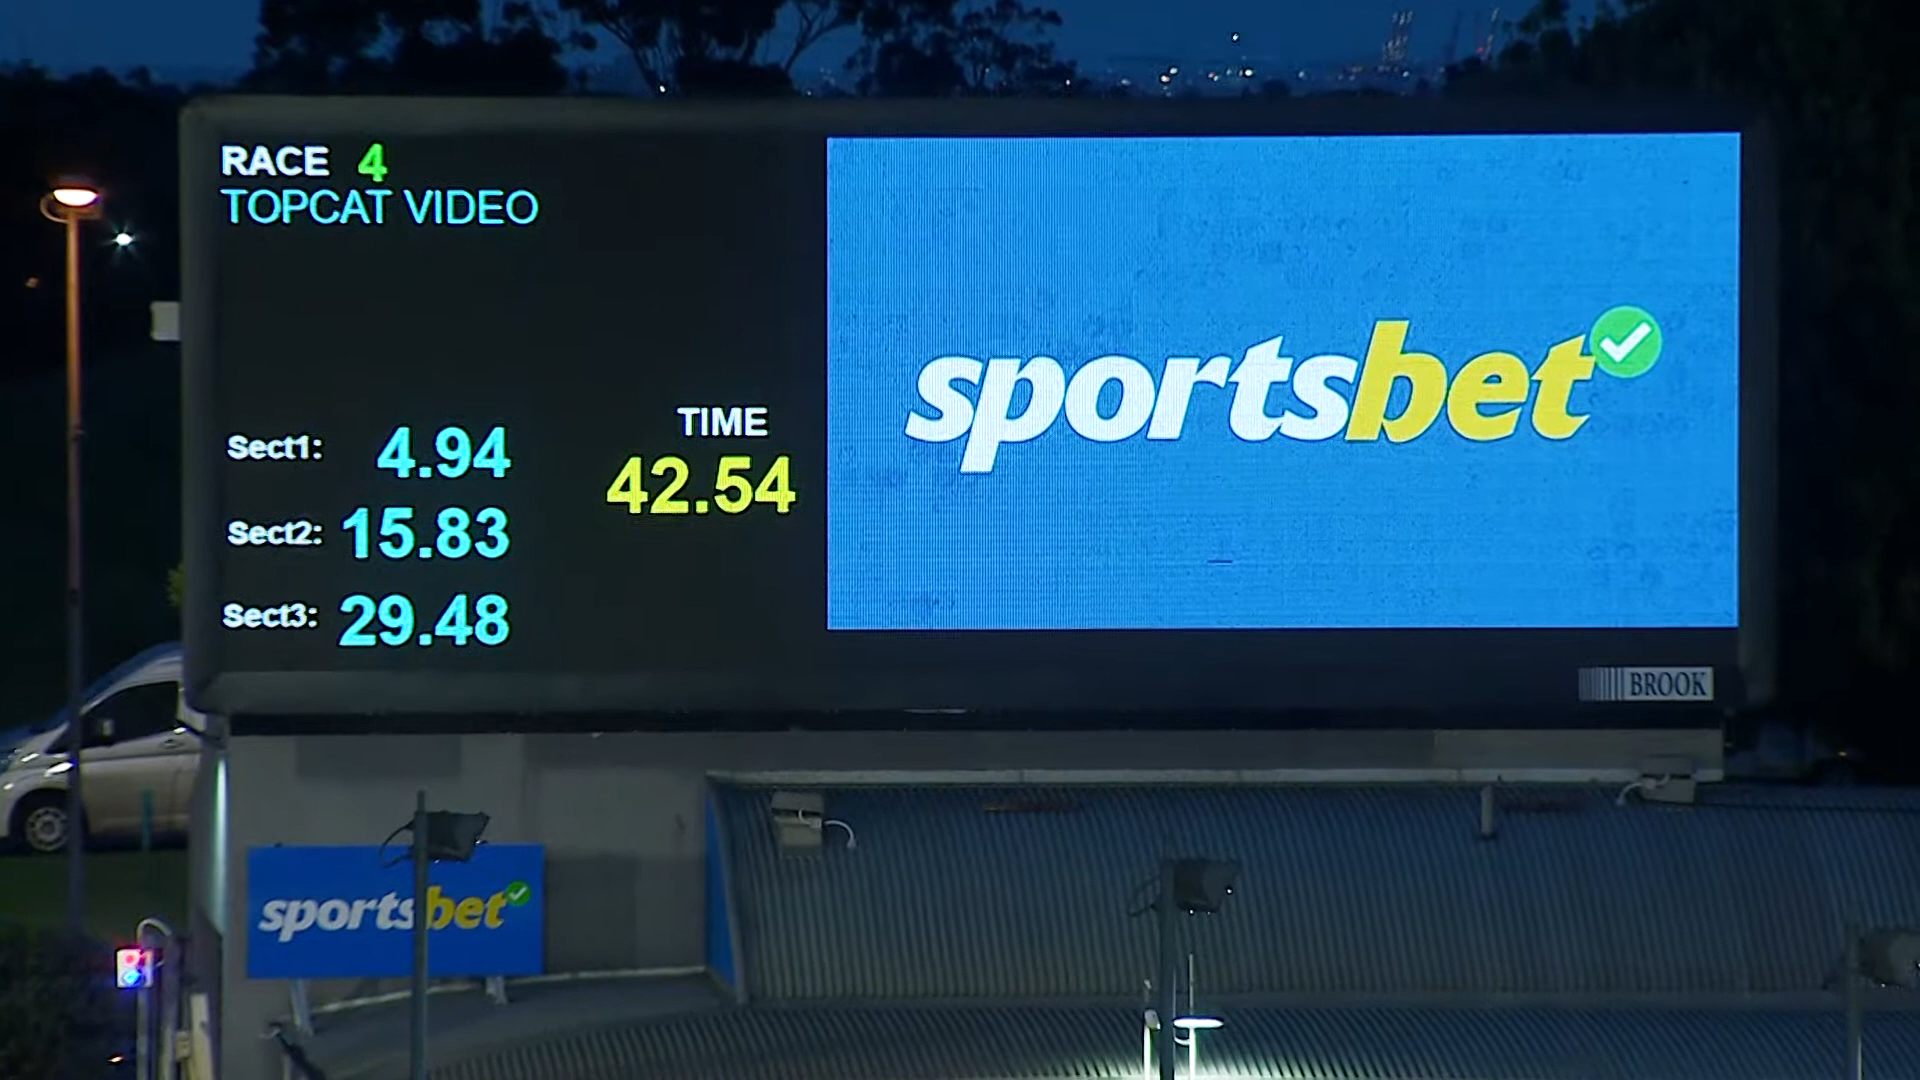 RACE 4
TOPCAT VIDEO
Sect1: 4.94
Sect2: 15.83
Sect3: 29.48
TIME
42.54
sportsbet
BROOK
sportsbet